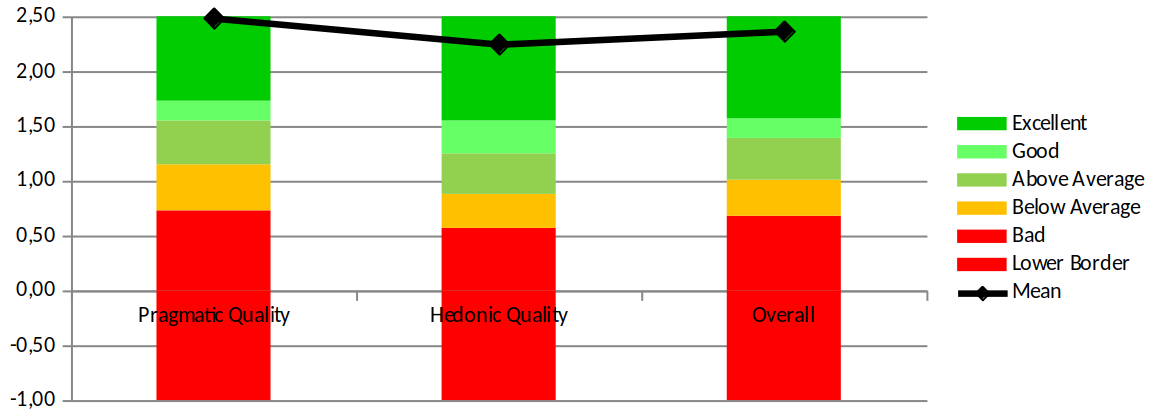 2,50
2,00
1,50
1,00
0,50
0,00
-0,50
-1,00
Pragmatic Quality
Hedonic Quality
Overall
Excellent
Good
Above Average
Below Average
Bad
Lower Border
Mean